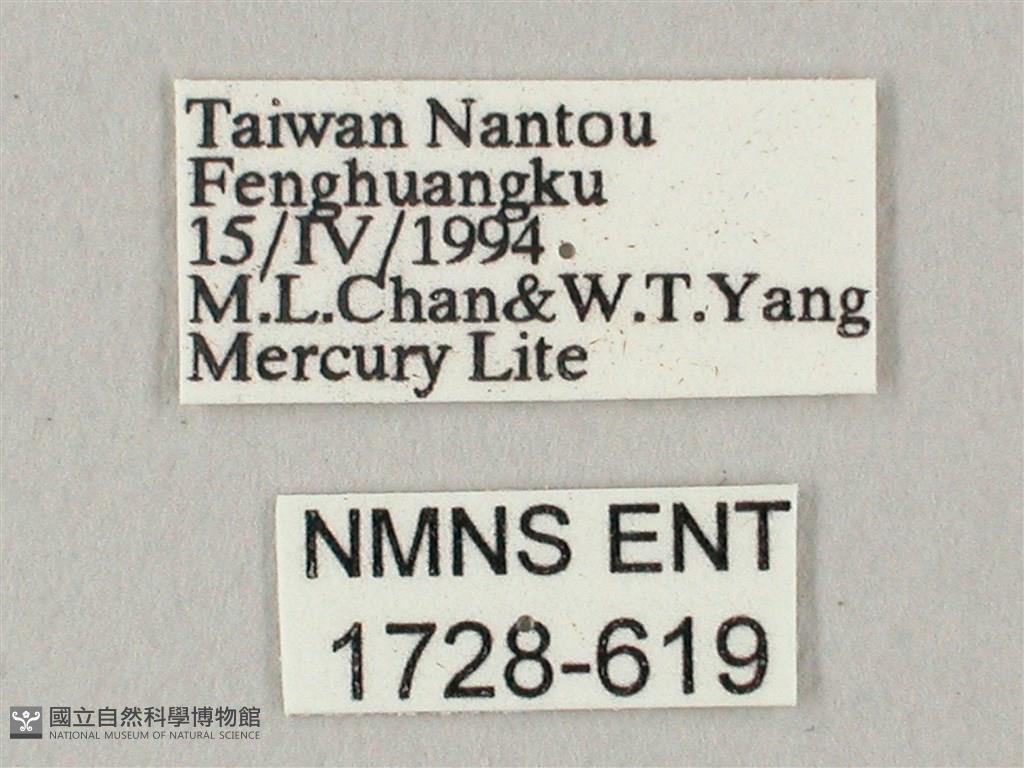 Taiwan Nantou
Fenghuangku
15/IV/1994
M.L.Chan&W.T.Yang
Mercury Lite
NMNS ENT
1728-619
國立自然科學博物館
NATIONAL MUSEUM OF NATURAL SCIENCE